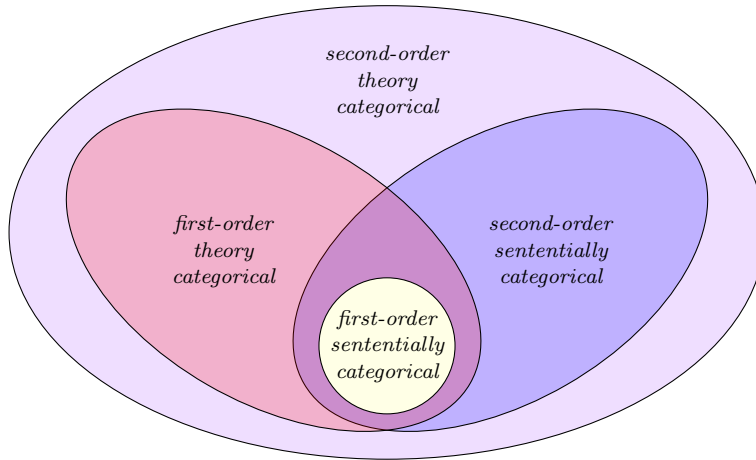 second-order
theory
categorical
first-order
theory
categorical
second-order
sententially
categorical
first-order
sententially
categorical